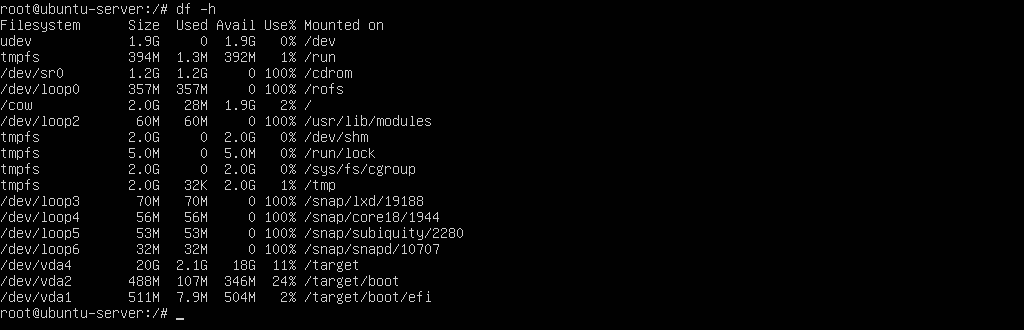 root@ubuntu-server:/# df -h
Filesystem      Size  Used Avail Use% Mounted on
udev            1.9G     0  1.9G   0% /dev
tmpfs           394M  1.3M  392M   1% /run
/dev/sr0        1.2G  1.2G     0 100% /cdrom
/dev/loop0      357M  357M     0 100% /rofs
/cow            2.0G   28M  1.9G   2% /
/dev/loop2       60M   60M     0 100% /usr/lib/modules
tmpfs           2.0G     0  2.0G   0% /dev/shm
tmpfs           5.0M     0  5.0M   0% /run/lock
tmpfs           2.0G     0  2.0G   0% /sys/fs/cgroup
tmpfs           2.0G   32K  2.0G   1% /tmp
/dev/loop3       70M   70M     0 100% /snap/lxd/19188
/dev/loop4       56M   56M     0 100% /snap/core18/1944
/dev/loop5       53M   53M     0 100% /snap/subiquity/2280
/dev/loop6       32M   32M     0 100% /snap/snapd/10707
/dev/vda4        20G  2.1G   18G  11% /target
/dev/vda2       488M  107M  346M  24% /target/boot
/dev/vda1       511M  7.9M  504M   2% /target/boot/efi
root@ubuntu-server:/# _